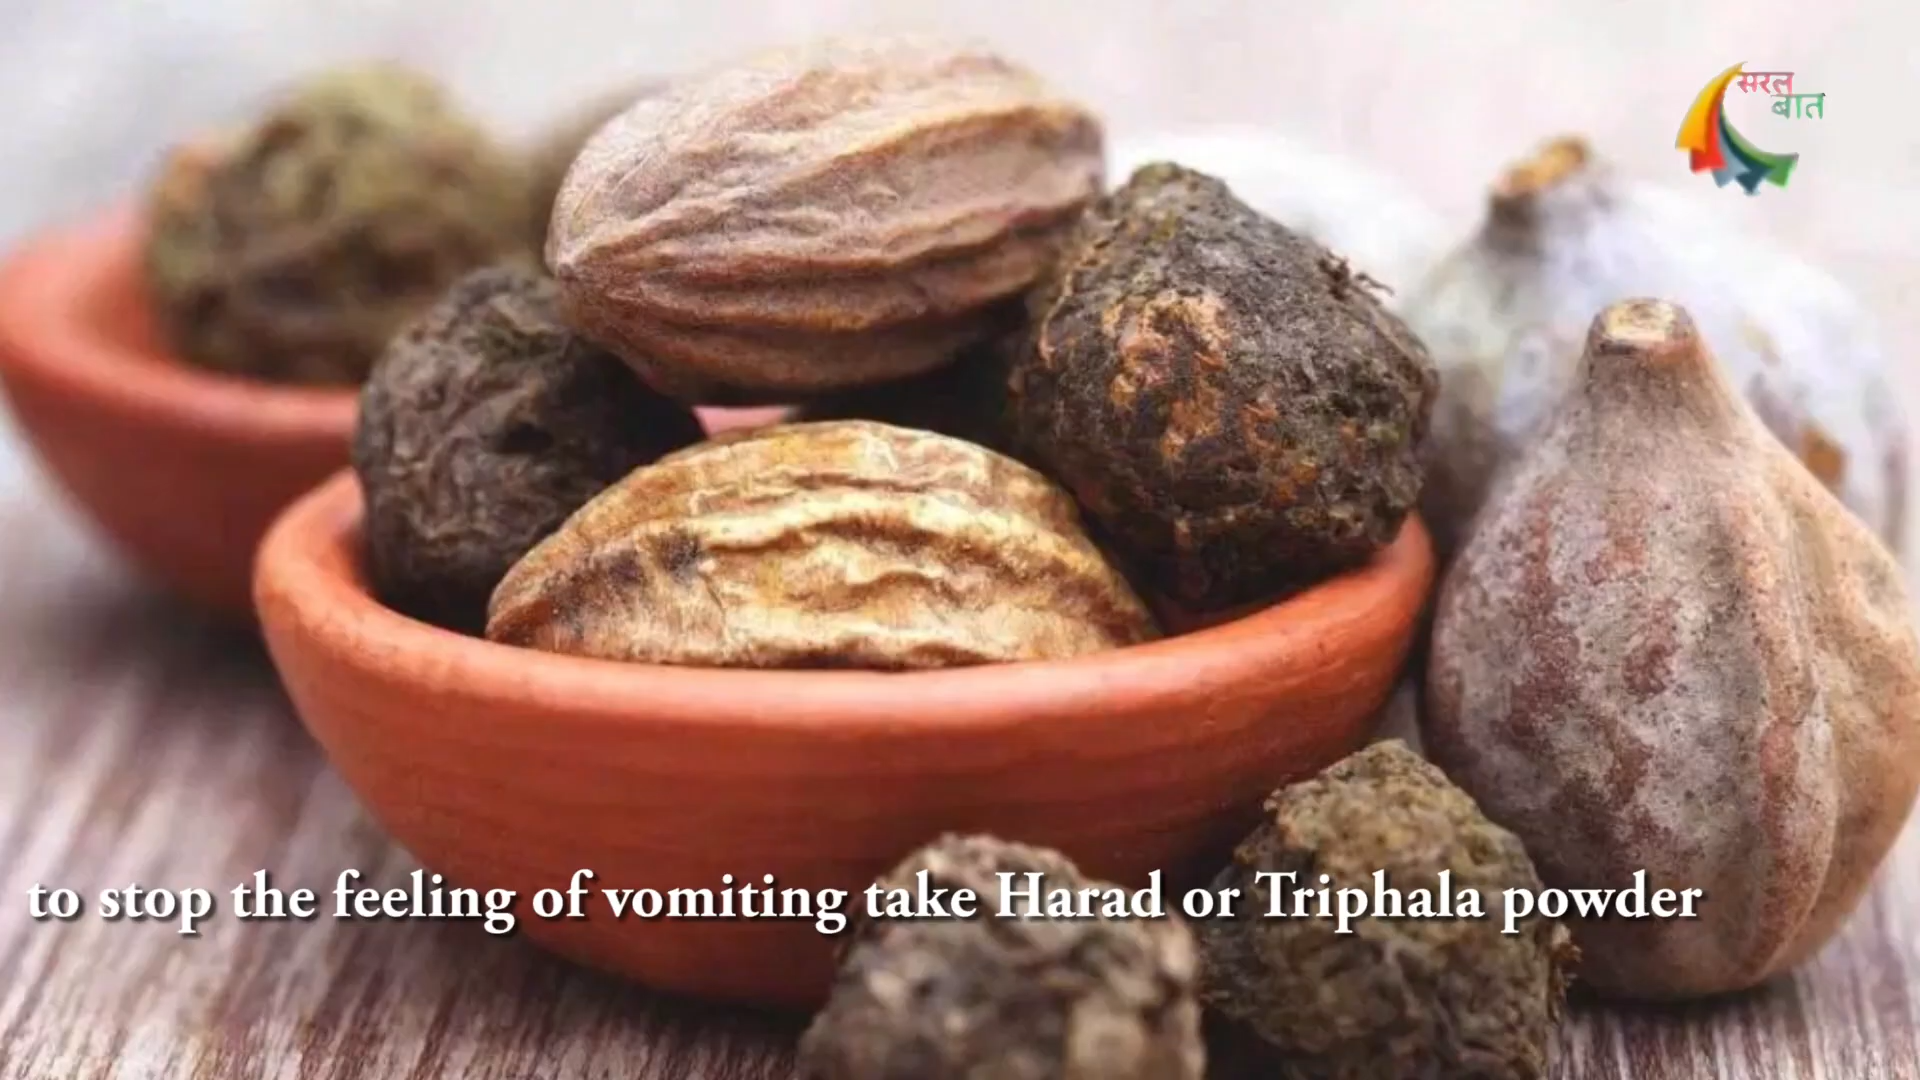 सरल
बात
to stop the feeling of vomiting take Harad or Triphala powder